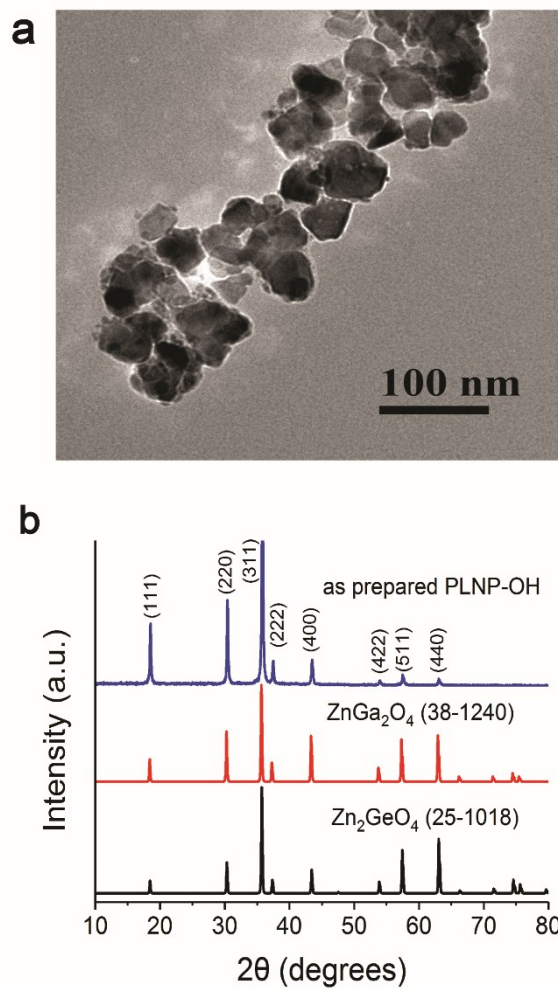 a
100 nm
b
(111)
(220)
(311)
(222)
(400)
(422)
(511)
(440)
as prepared PLNP-OH
ZnGa₂O₄ (38-1240)
Zn₂GeO₄ (25-1018)
Intensity (a.u.)
10 20 30 40 50 60 70 80
2θ (degrees)